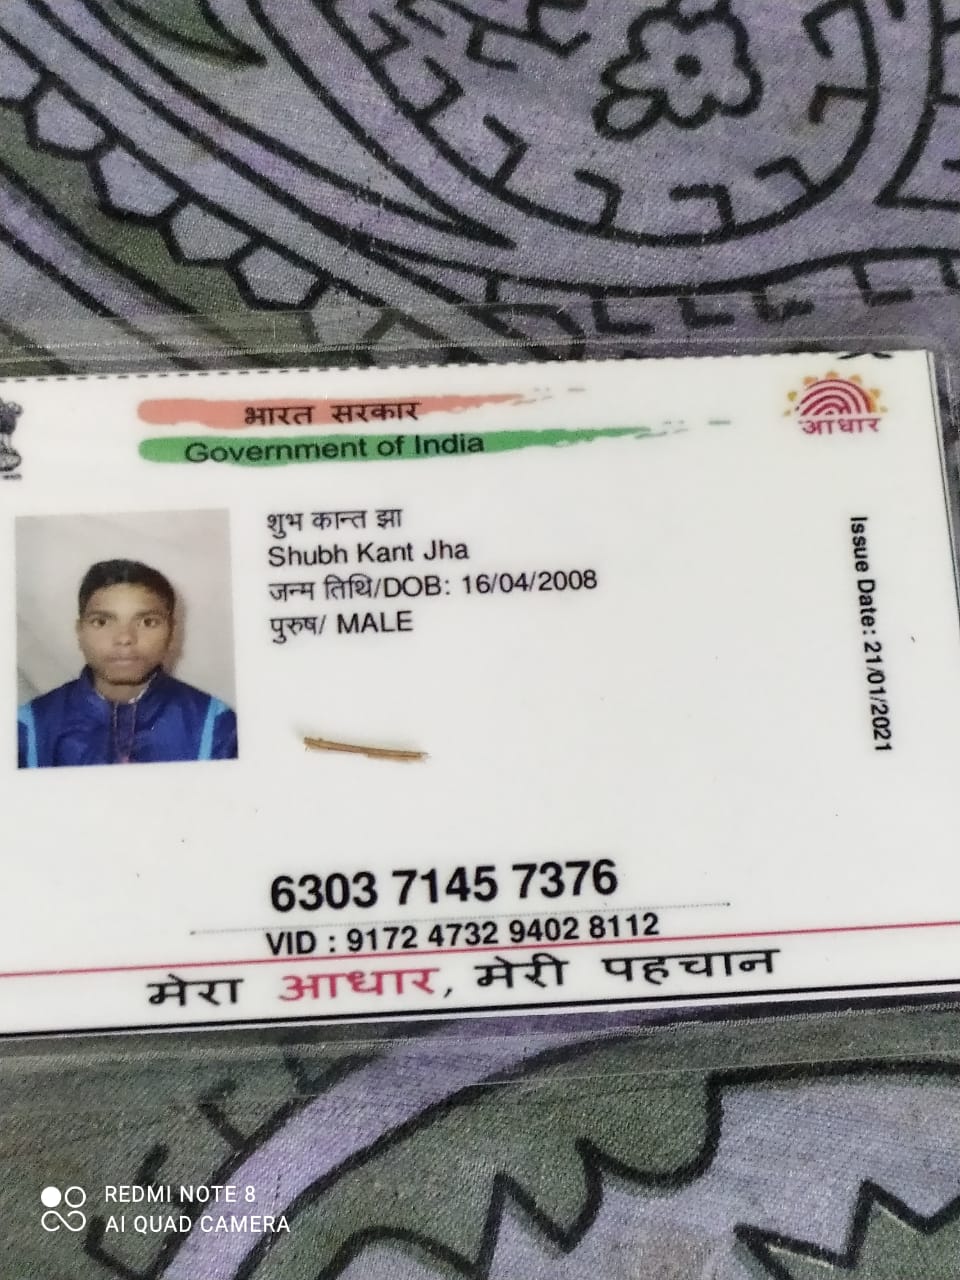 भारत सरकार
Government of India
आधार
शुभ कान्त झा
Shubh Kant Jha
जन्म तिथि/DOB: 16/04/2008
पुरुष/ MALE
Issue Date: 21/01/2021
6303 7145 7376
VID : 9172 4732 9402 8112
मेरा आधार, मेरी पहचान
REDMI NOTE 8
AI QUAD CAMERA